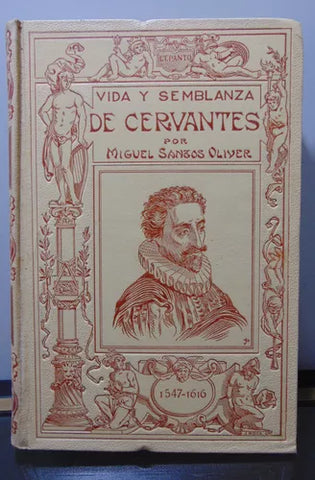 LEPANTO
VIDA Y SEMBLANZA
DE CERVANTES
POR
MIGUEL SANTOS OLIVER
1547-1616